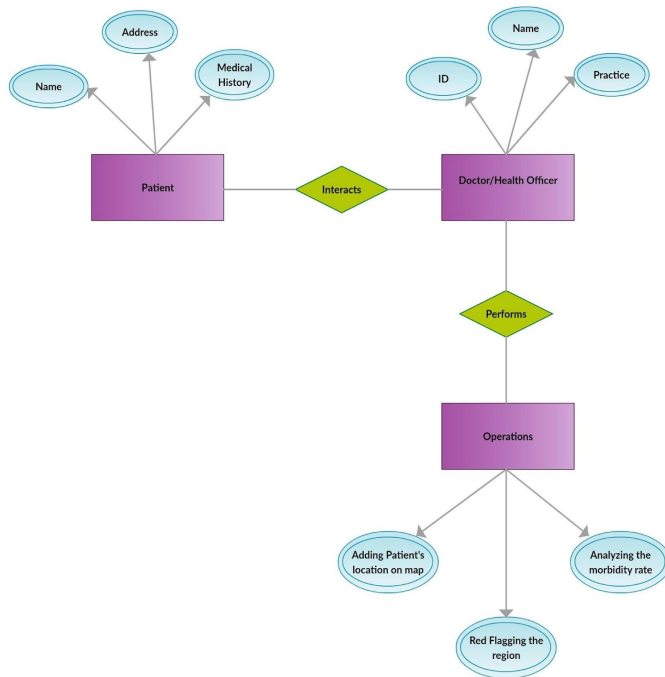 Address
Name
Medical
History
Name
ID
Practice
Patient
Interacts
Doctor/Health Officer
Performs
Operations
Adding Patient's
location on map
Analyzing the
morbidity rate
Red Flagging the
region